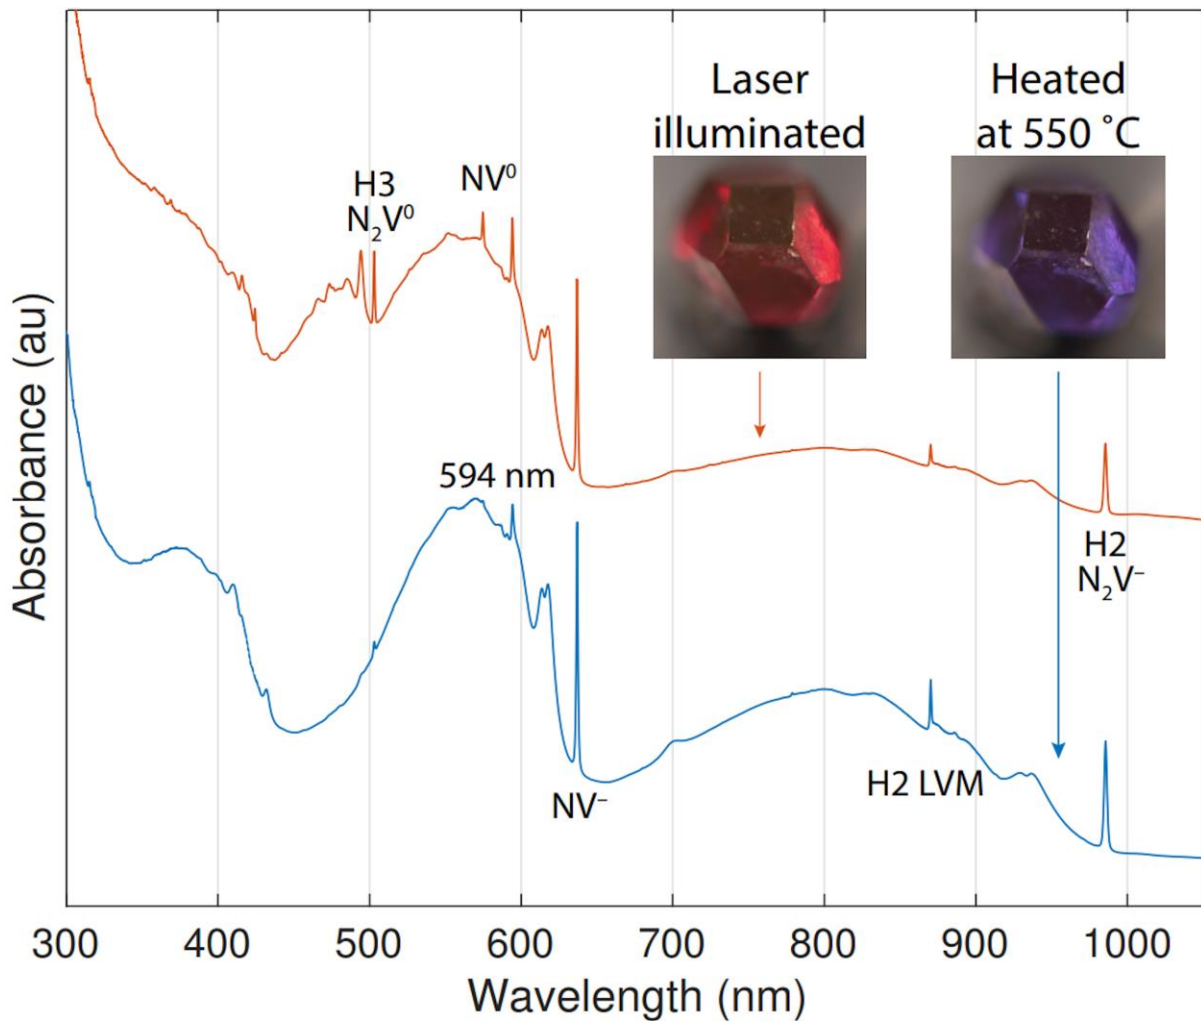 Laser
illuminated
Heated
at 550 ˚C
H3
N₂V⁰
NV⁰
594 nm
NV⁻
H2 LVM
H2
N₂V⁻
Absorbance (au)
300 400 500 600 700 800 900 1000
Wavelength (nm)